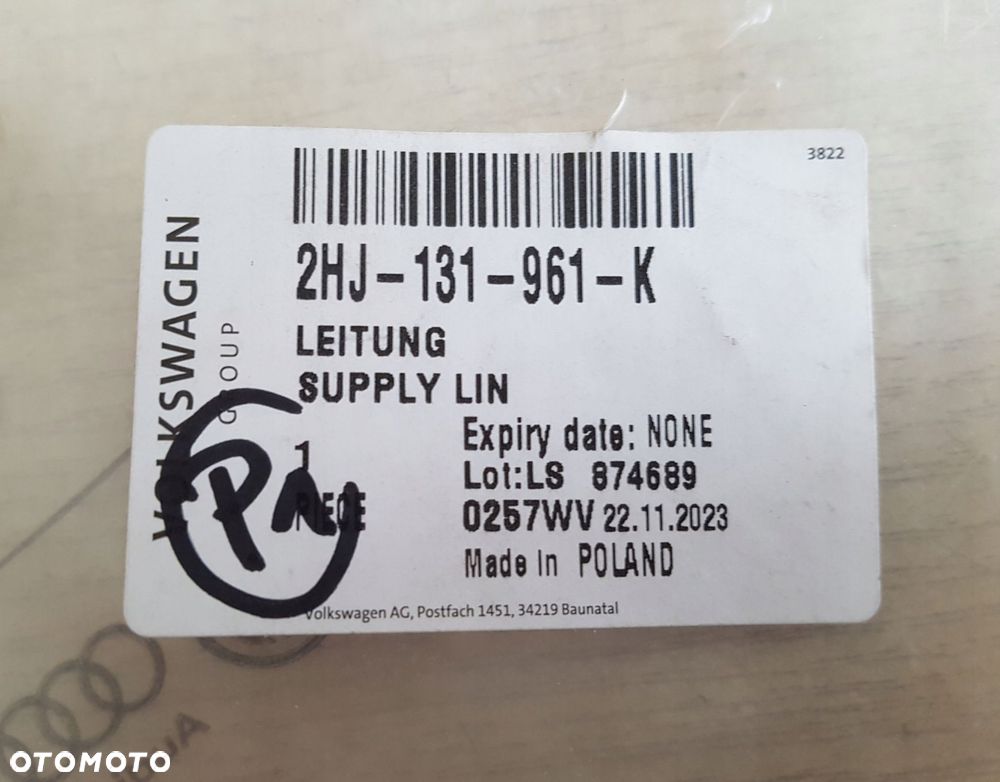 3822
VOLKSWAGEN
GROUP
2HJ-131-961-K
LEITUNG
SUPPLY LIN
1
PIECE
Expiry date: NONE
Lot:LS 874689
0257WV 22.11.2023
Made in POLAND
Volkswagen AG, Postfach 1451, 34219 Baunatal
OTOMOTO